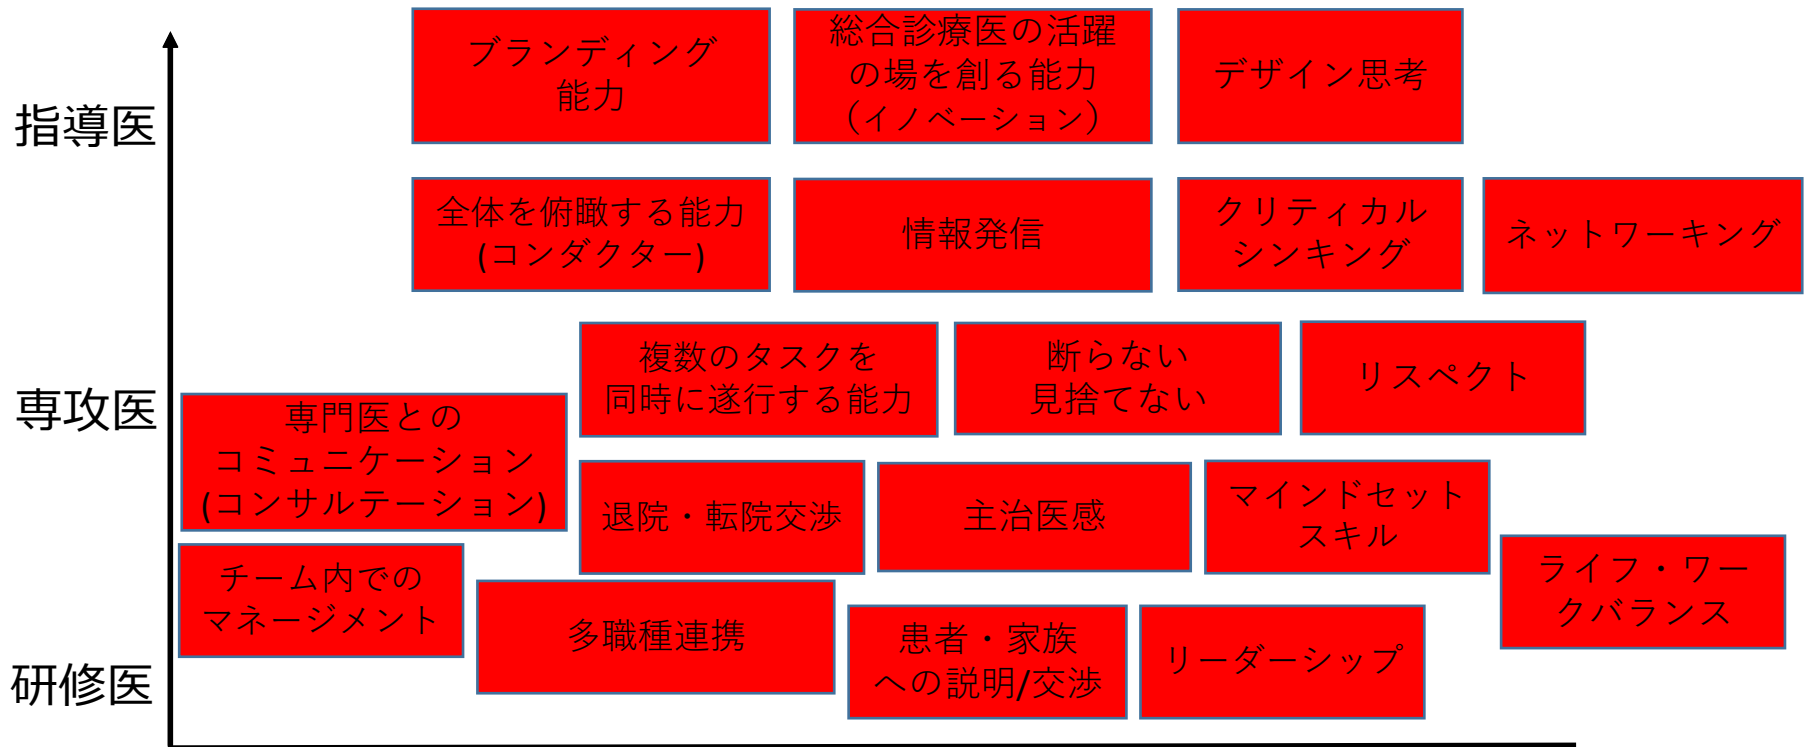 ブランディング
能力
総合診療医の活躍
の場を創る能力
（イノベーション）
デザイン思考
指導医
全体を俯瞰する能力
(コンダクター)
情報発信
クリティカル
シンキング
ネットワーキング
複数のタスクを
同時に遂行する能力
断らない
見捨てない
リスペクト
専攻医
専門医との
コミュニケーション
(コンサルテーション)
退院・転院交渉
主治医感
マインドセット
スキル
チーム内での
マネージメント
多職種連携
患者・家族
への説明/交渉
リーダーシップ
ライフ・ワー
クバランス
研修医